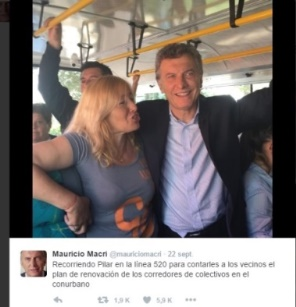 Mauricio Macri @mauriciomacri · 22 sept.
Recorriendo Pilar en la línea 520 para contarles a los vecinos el
plan de renovación de los corredores de colectivos en el
conurbano
1,9 K 5,9 K